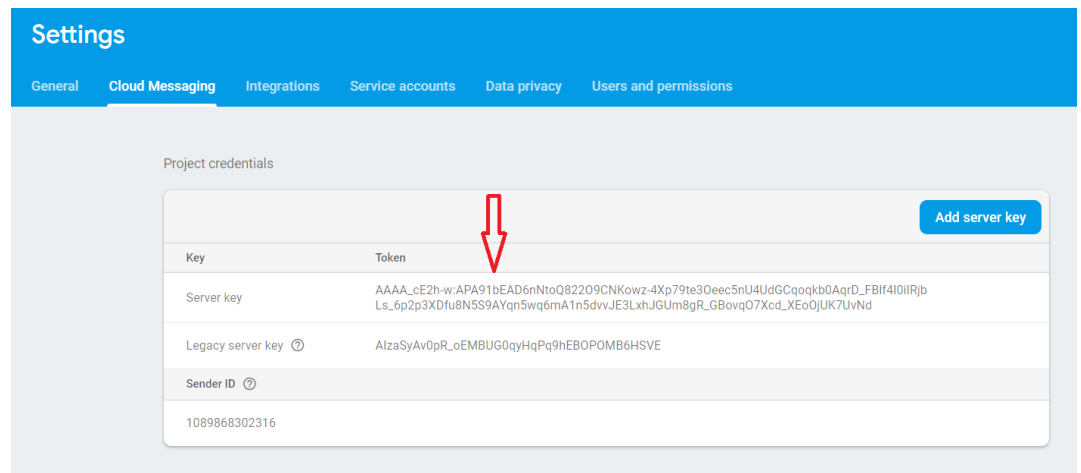 Settings
General Cloud Messaging Integrations Service accounts Data privacy Users and permissions
Project credentials
Add server key
Key Token
Server key AAAA_cE2h-w:APA91bEAD6nNtoQ822O9CNKowz-4Xp79te3Oeec5nU4UdGCqoqkb0AqrD_FBIf4I0iIRjb
Ls_6p2p3XDfu8N5S9AYqn5wq6mA1n5dvvJE3LxhJGUm8gR_GBovqO7Xcd_XEoOjUK7UvNd
Legacy server key AIzaSyAv0pR_oEMBUG0qyHqPq9hEBOPOMB6HSVE
Sender ID
1089868302316